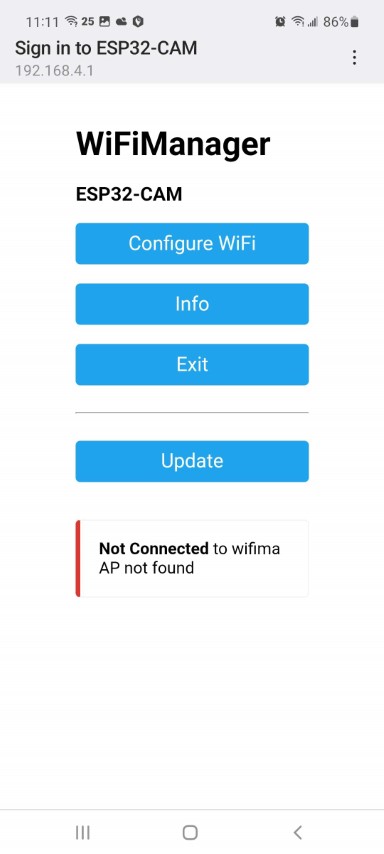 11:11 25 86%
Sign in to ESP32-CAM
192.168.4.1
WiFiManager
ESP32-CAM
Configure WiFi
Info
Exit
Update
Not Connected to wifima
AP not found